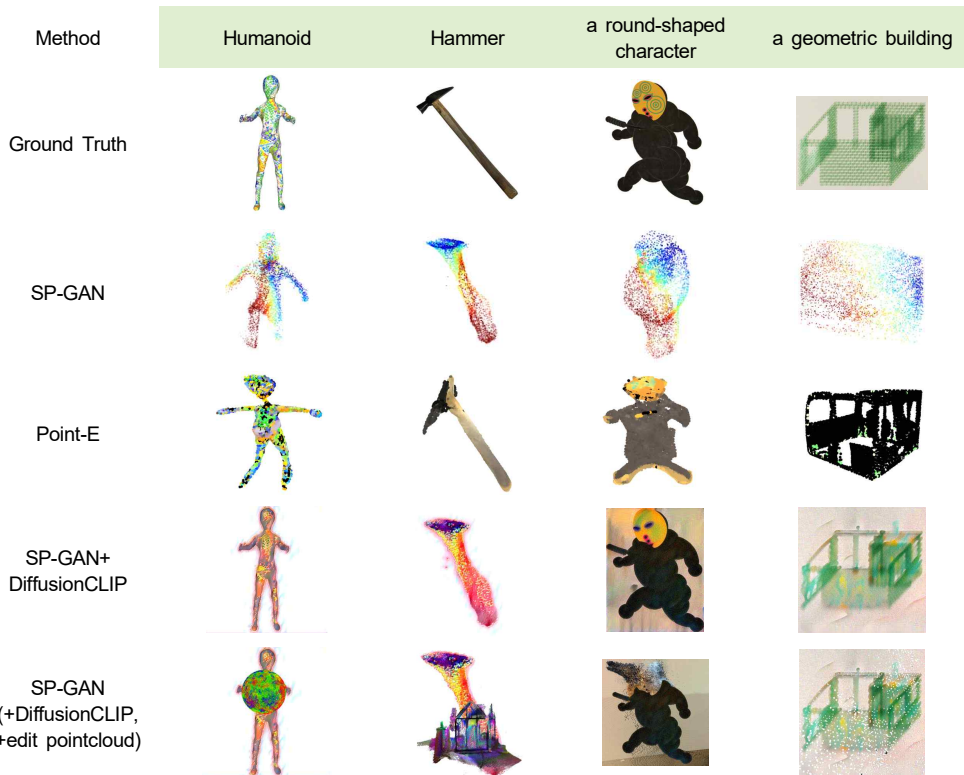 Method
Humanoid
Hammer
a round-shaped
character
a geometric building
Ground Truth
SP-GAN
Point-E
SP-GAN+
DiffusionCLIP
SP-GAN
(+DiffusionCLIP,
+edit pointcloud)